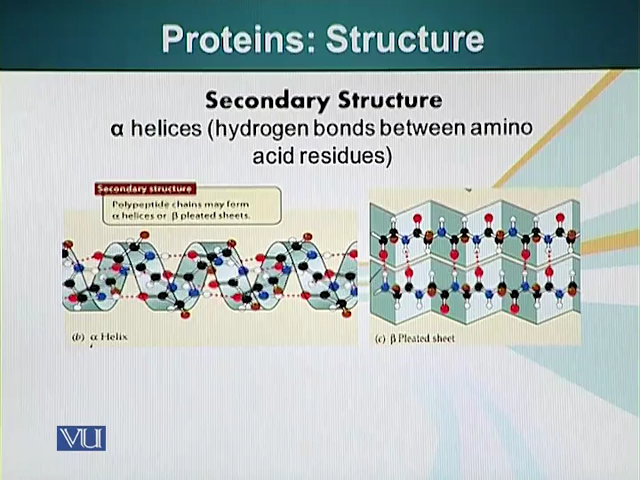 Proteins: Structure
Secondary Structure
α helices (hydrogen bonds between amino
acid residues)
Secondary structure
Polypeptide chains may form
α helices or β pleated sheets.
(b) α Helix
(c) β Pleated sheet
VU